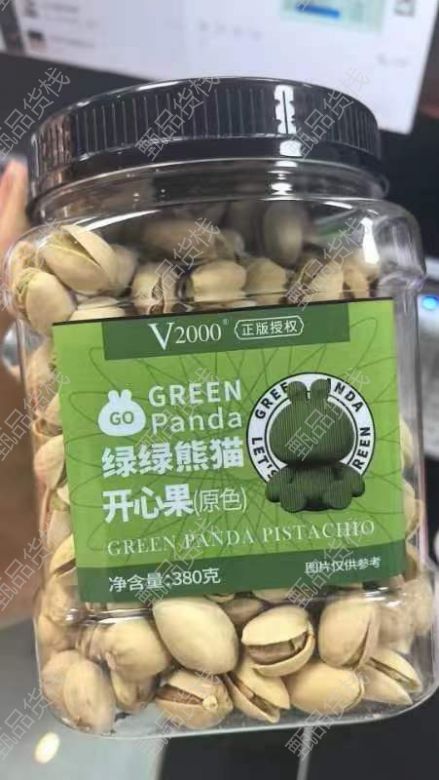 V2000® 正版授权
GO
GREEN
Panda
绿绿熊猫
开心果(原色)
GREEN PANDA LET'S GREEN
GREEN PANDA PISTACHIO
净含量:380克
图片仅供参考
甄品货栈